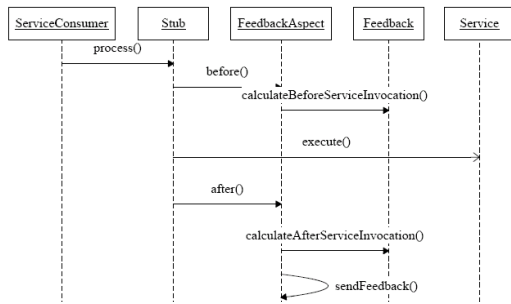 ServiceConsumer
Stub
FeedbackAspect
Feedback
Service
process()
before()
calculateBeforeServiceInvocation()
execute()
after()
calculateAfterServiceInvocation()
sendFeedback()